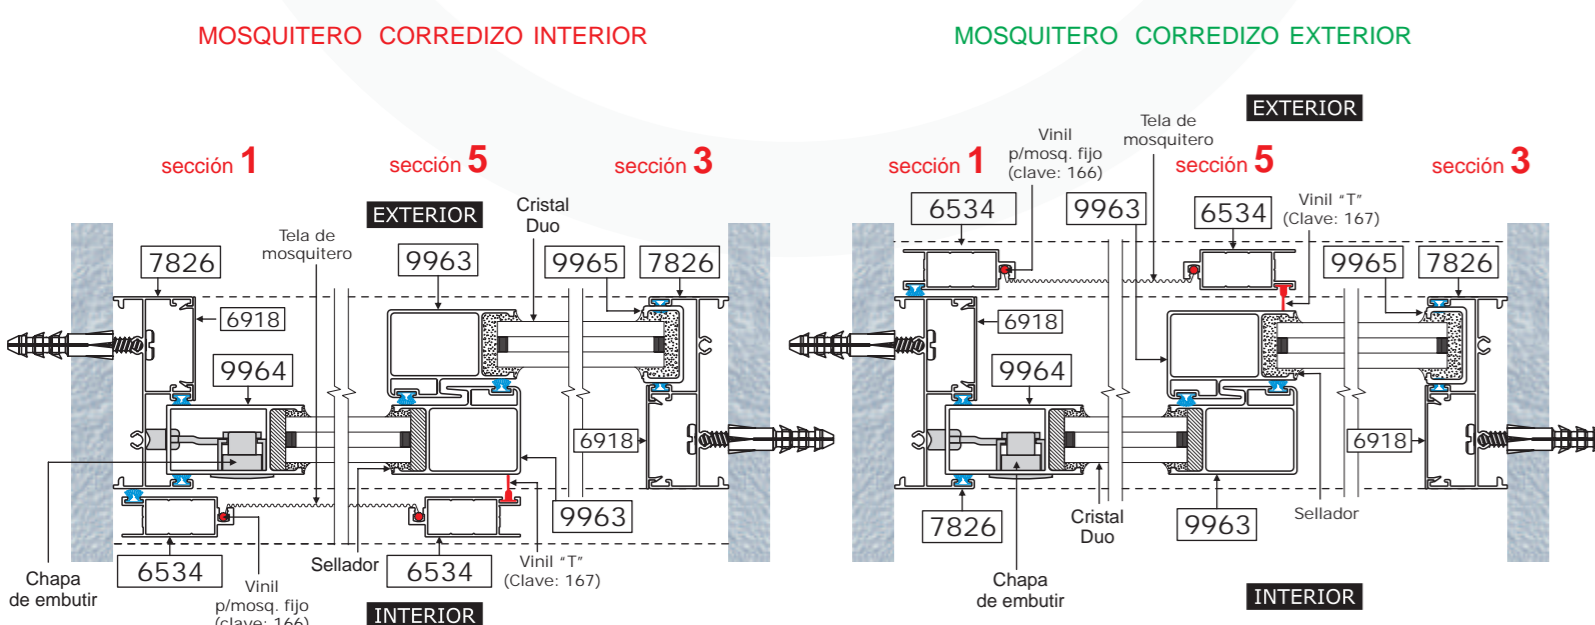 MOSQUITERO CORREDIZO INTERIOR
sección 1
sección 5
sección 3
EXTERIOR
Cristal
Duo
Tela de
mosquitero
7826
9963
9965
7826
6918
9964
6918
9963
6534
Sellador
6534
Vinil "T"
(Clave: 167)
Chapa
de embutir
Vinil
p/mosq. fijo
(clave: 166)
INTERIOR
MOSQUITERO CORREDIZO EXTERIOR
EXTERIOR
sección 1
Vinil
p/mosq. fijo
(clave: 166)
Tela de
mosquitero
sección 5
sección 3
6534
9963
6534
Vinil "T"
(Clave: 167)
9965
7826
6918
9964
6918
7826
Cristal
Duo
9963
Sellador
Chapa
de embutir
INTERIOR